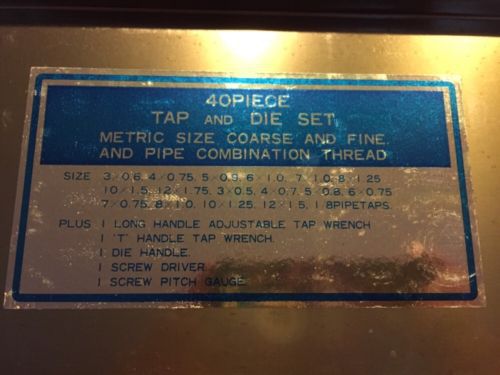 40PIECE
TAP AND DIE SET,
METRIC SIZE COARSE AND FINE.
AND PIPE COMBINATION THREAD
SIZE 3/0.6, 4/0.75, 5/0.9, 6/1.0, 7/1.0, 8/1.25
10/1.5, 12/1.75, 3/0.5, 4/0.7, 5/0.8, 6/0.75
7/0.75, 8/1.0, 10/1.25, 12/1.5, 1/8PIPETAPS.
PLUS 1 LONG HANDLE ADJUSTABLE TAP WRENCH
1 'T' HANDLE TAP WRENCH.
1 DIE HANDLE.
1 SCREW DRIVER.
1 SCREW PITCH GAUGE